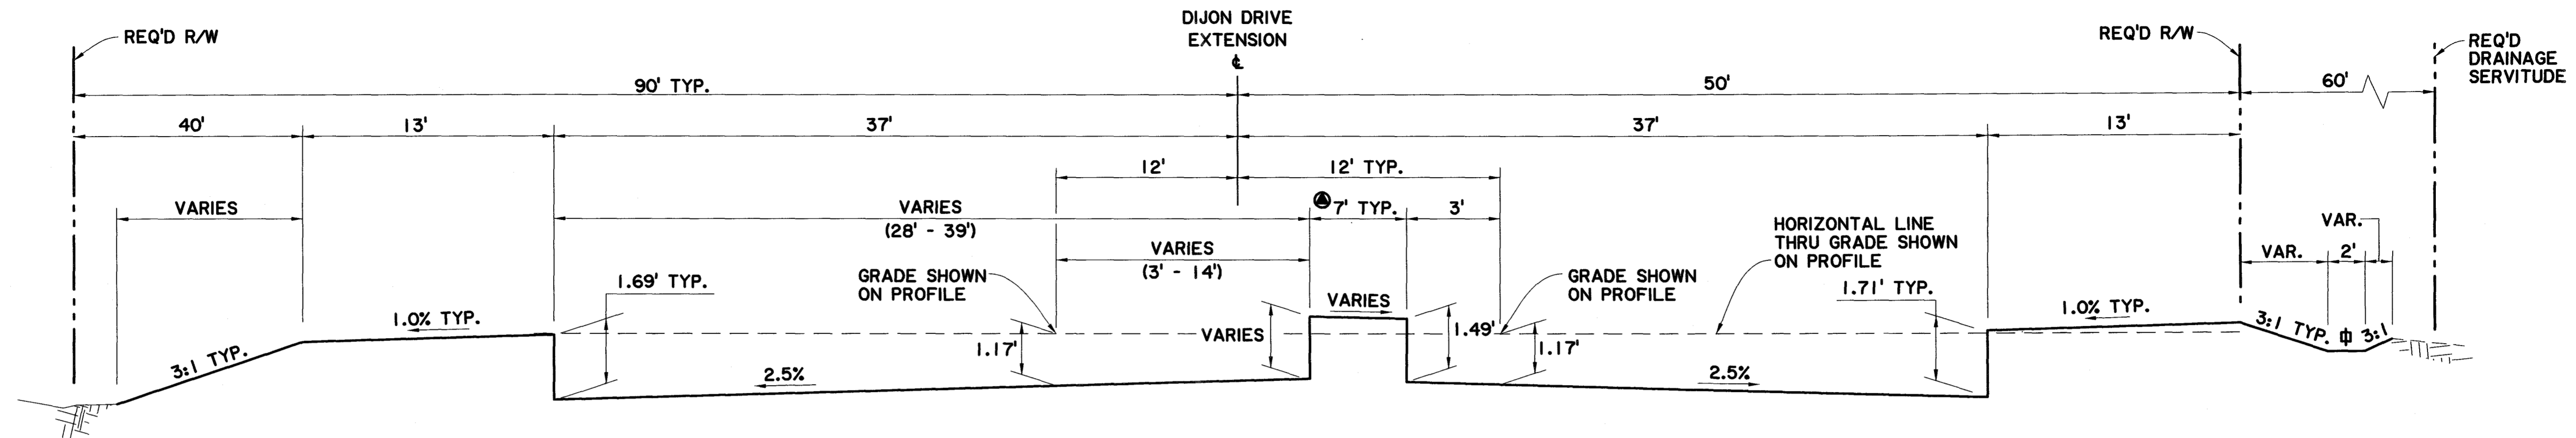 DIJON DRIVE
EXTENSION
℄
REQ'D R/W
REQ'D R/W
REQ'D
DRAINAGE
SERVITUDE
90' TYP.
50'
60'
40'
13'
37'
37'
13'
12'
12' TYP.
VARIES
VARIES
(28' - 39')
7' TYP.
3'
VARIES
(3' - 14')
HORIZONTAL LINE
THRU GRADE SHOWN
ON PROFILE
VAR.
VAR.
2'
GRADE SHOWN
ON PROFILE
GRADE SHOWN
ON PROFILE
1.69' TYP.
1.71' TYP.
VARIES
1.0% TYP.
1.0% TYP.
VARIES
1.49'
1.17'
1.17'
3:1 TYP.
3:1 TYP.
3:1
2.5%
2.5%